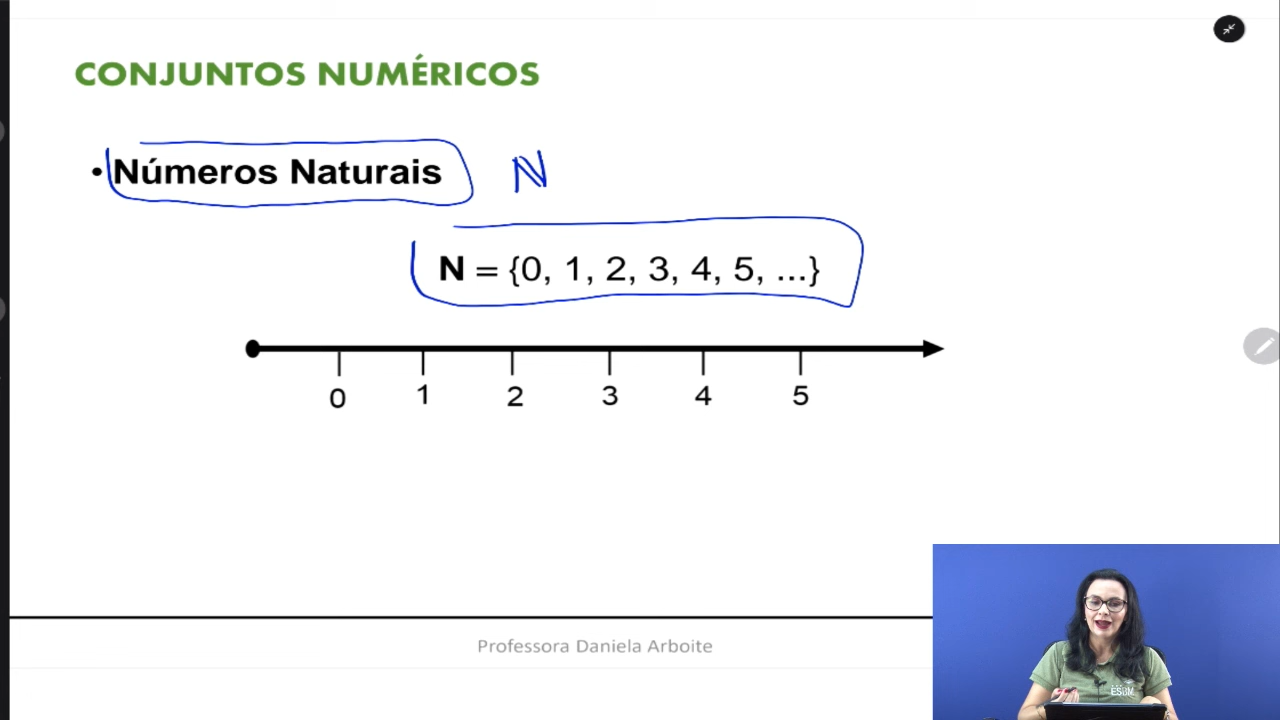 CONJUNTOS NUMÉRICOS
• Números Naturais ℕ
N = {0, 1, 2, 3, 4, 5, ...}
0 1 2 3 4 5
Professora Daniela Arboite
ESBM